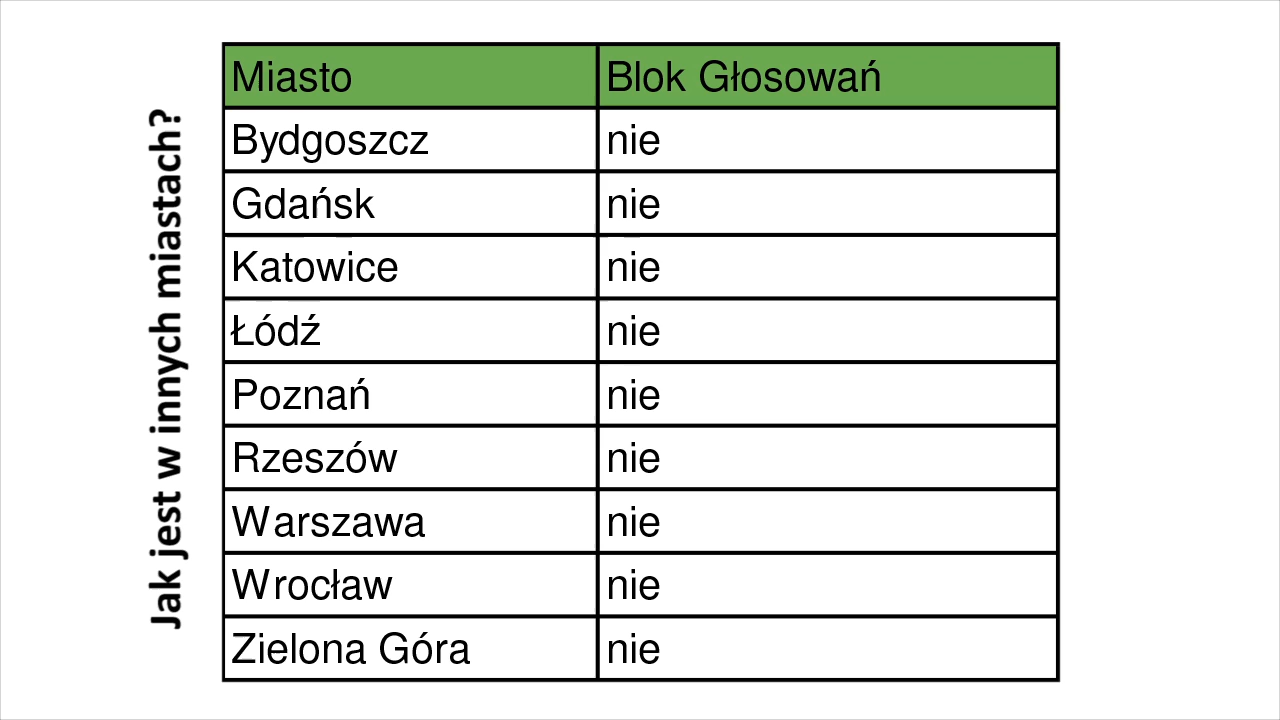 Jak jest w innych miastach?
Miasto Blok Głosowań
Bydgoszcz nie
Gdańsk nie
Katowice nie
Łódź nie
Poznań nie
Rzeszów nie
Warszawa nie
Wrocław nie
Zielona Góra nie